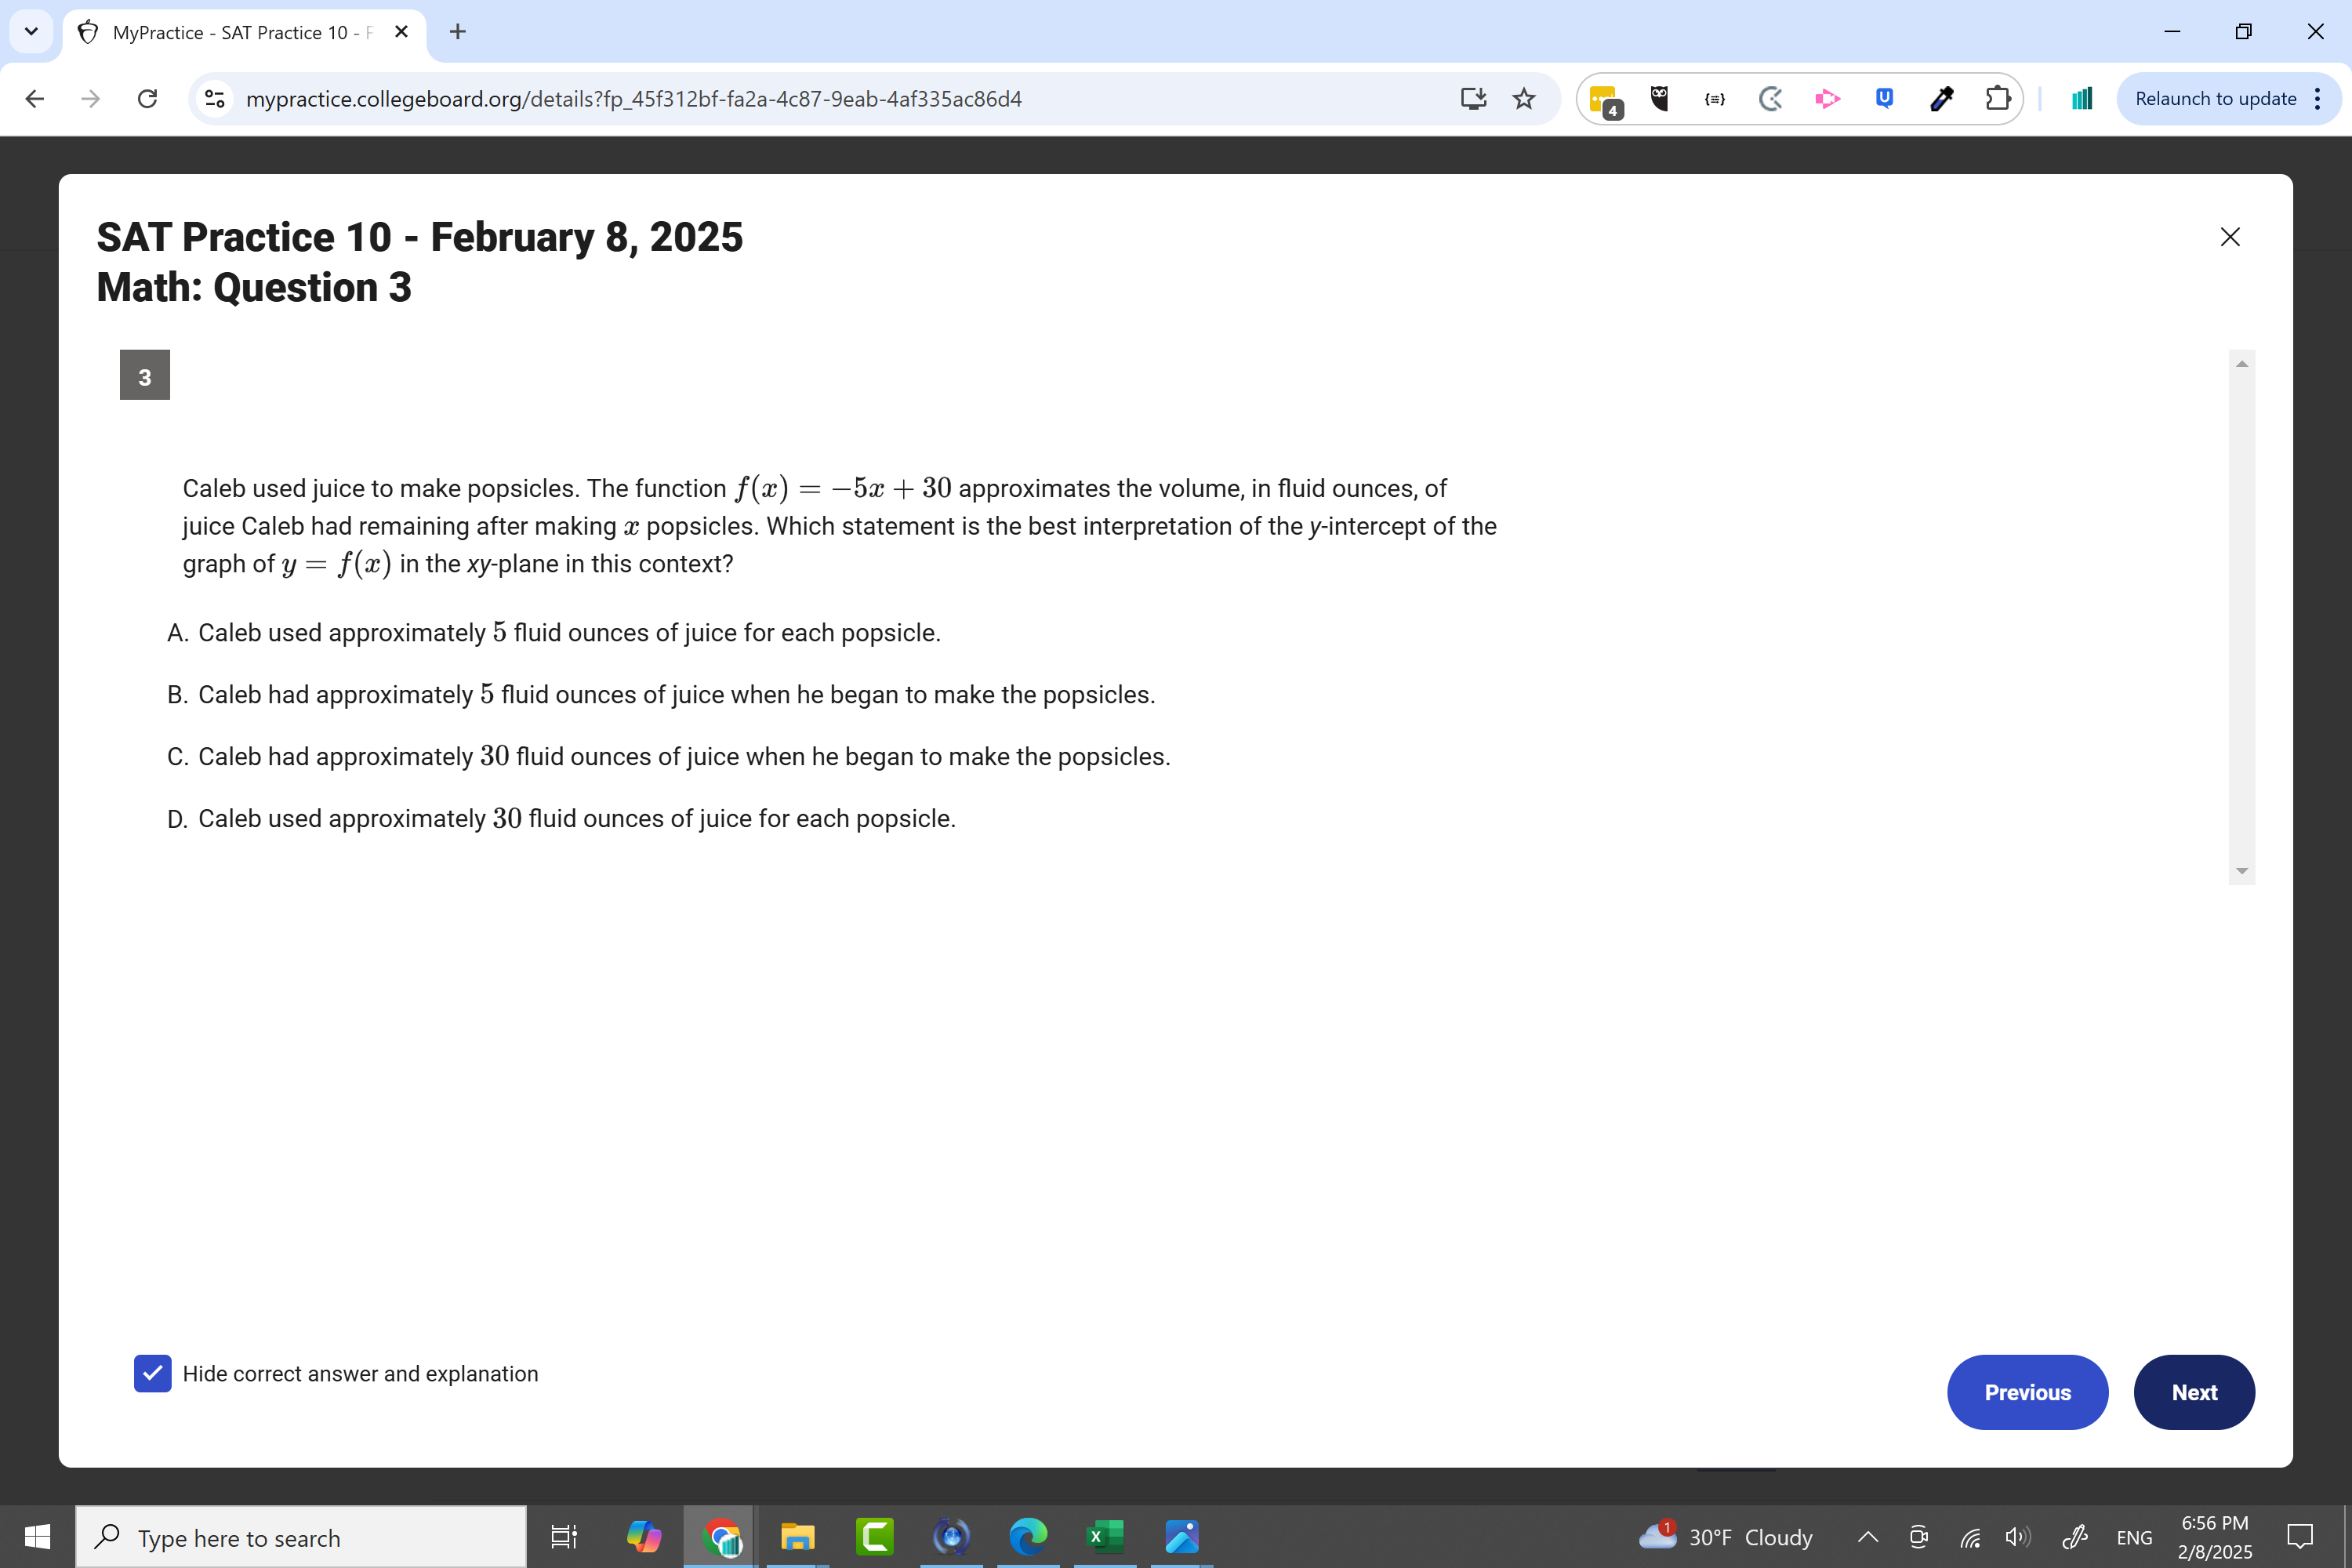 MyPractice - SAT Practice 10 - F
mypractice.collegeboard.org/details?fp_45f312bf-fa2a-4c87-9eab-4af335ac86d4
4
{≡}
U
Relaunch to update
SAT Practice 10 - February 8, 2025
Math: Question 3
3
Caleb used juice to make popsicles. The function f(x) = −5x + 30 approximates the volume, in fluid ounces, of
juice Caleb had remaining after making x popsicles. Which statement is the best interpretation of the y-intercept of the
graph of y = f(x) in the xy-plane in this context?
A. Caleb used approximately 5 fluid ounces of juice for each popsicle.
B. Caleb had approximately 5 fluid ounces of juice when he began to make the popsicles.
C. Caleb had approximately 30 fluid ounces of juice when he began to make the popsicles.
D. Caleb used approximately 30 fluid ounces of juice for each popsicle.
Hide correct answer and explanation
Previous
Next
Type here to search
1
30°F Cloudy
ENG
6:56 PM
2/8/2025